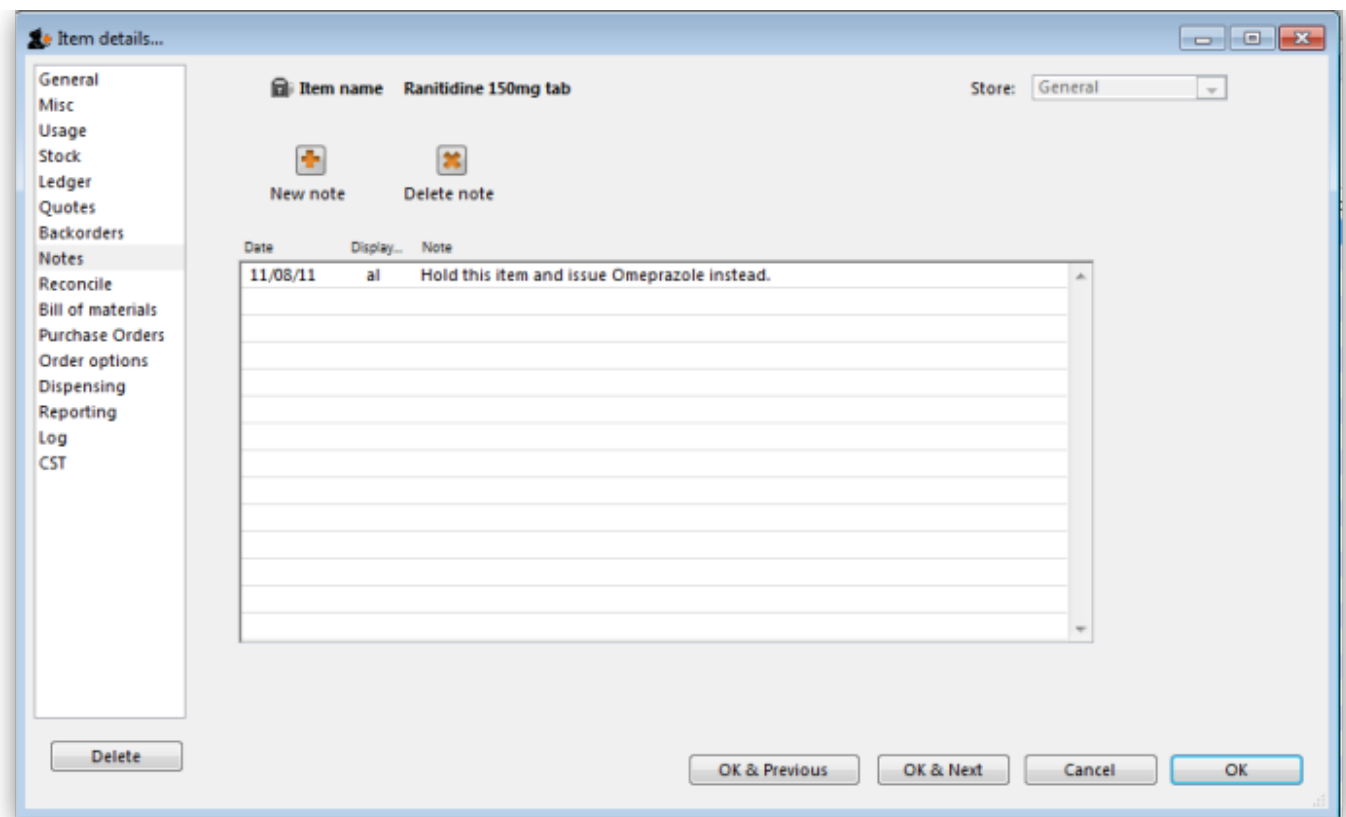 Item details...
General
Misc
Usage
Stock
Ledger
Quotes
Backorders
Notes
Reconcile
Bill of materials
Purchase Orders
Order options
Dispensing
Reporting
Log
CST
Delete
Item name Ranitidine 150mg tab Store: General
New note Delete note
Date Display... Note
11/08/11 al Hold this item and issue Omeprazole instead.
OK & Previous OK & Next Cancel OK